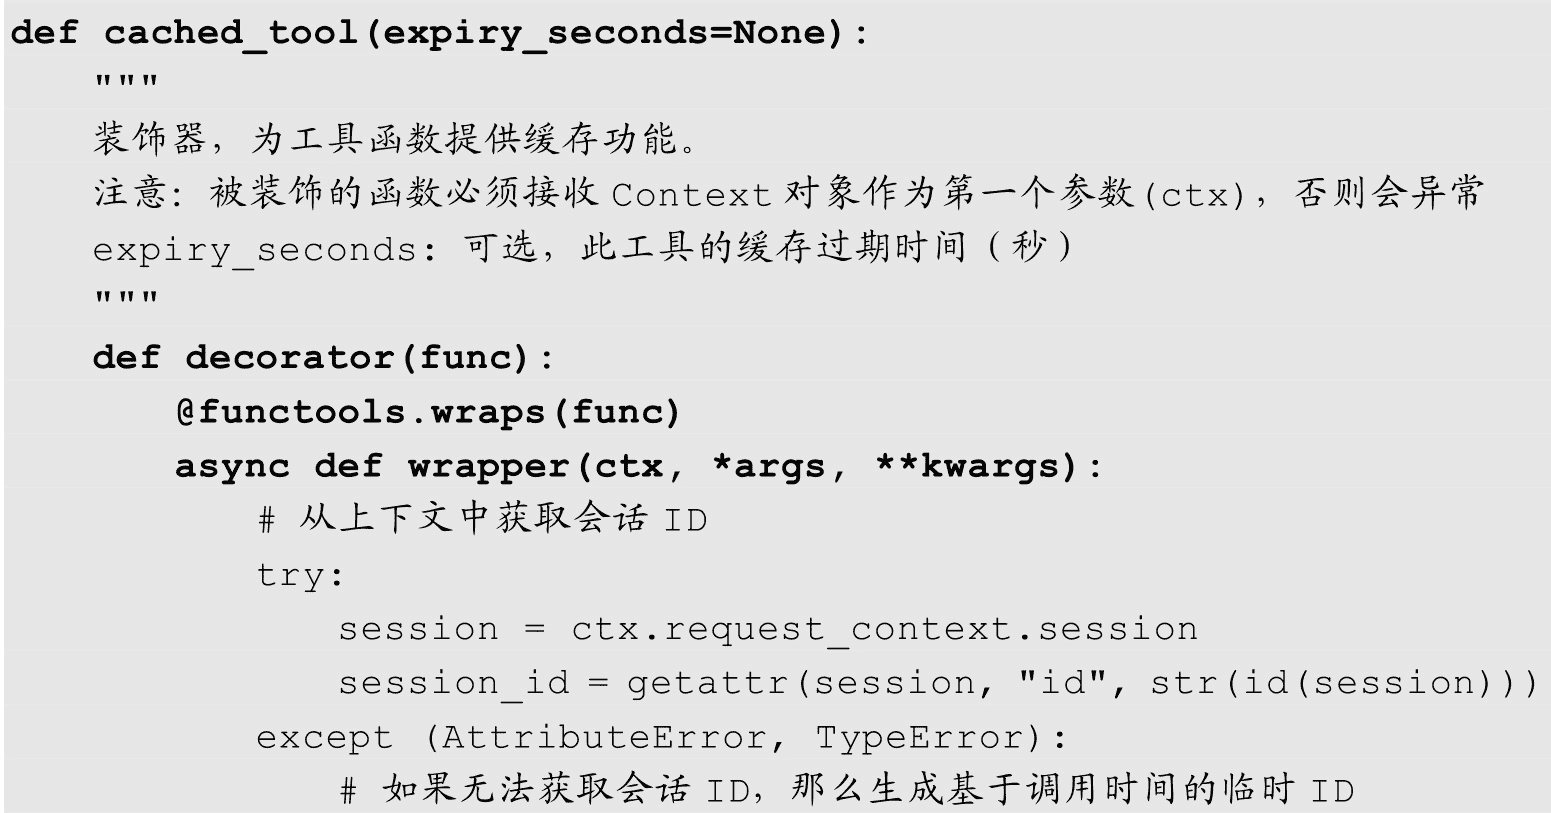 def cached_tool(expiry_seconds=None):
    """
    装饰器，为工具函数提供缓存功能。
    注意：被装饰的函数必须接收 Context 对象作为第一个参数(ctx)，否则会异常
    expiry_seconds: 可选，此工具的缓存过期时间（秒）
    """
    def decorator(func):
        @functools.wraps(func)
        async def wrapper(ctx, *args, **kwargs):
            # 从上下文中获取会话 ID
            try:
                session = ctx.request_context.session
                session_id = getattr(session, "id", str(id(session)))
            except (AttributeError, TypeError):
                # 如果无法获取会话 ID，那么生成基于调用时间的临时 ID